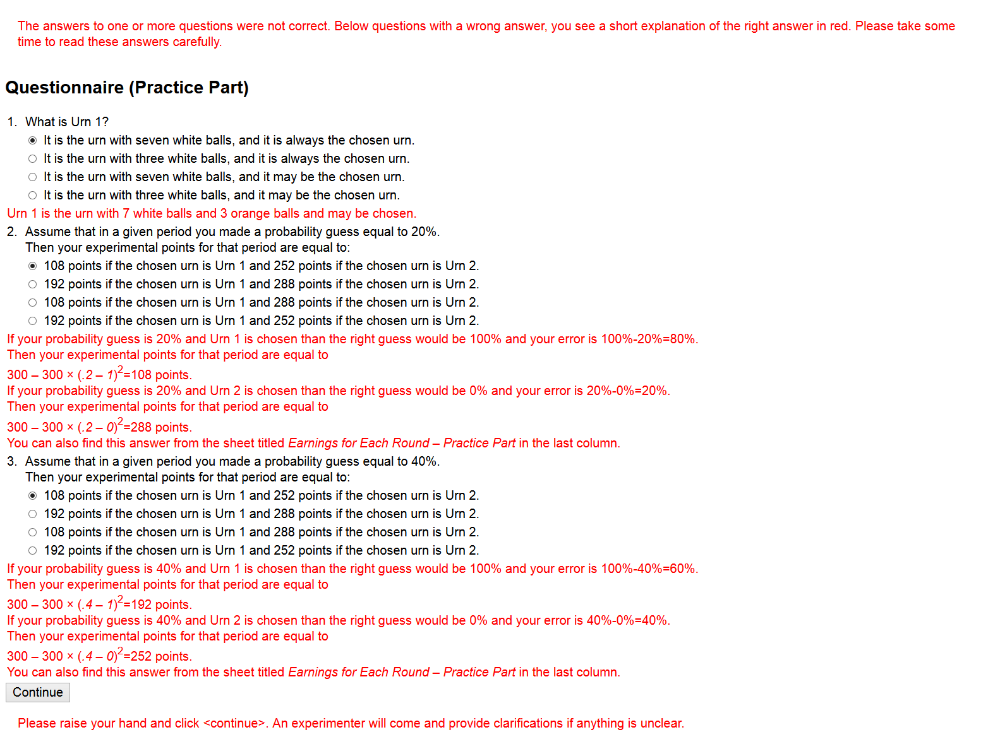 The answers to one or more questions were not correct. Below questions with a wrong answer, you see a short explanation of the right answer in red. Please take some
time to read these answers carefully.
Questionnaire (Practice Part)
1. What is Urn 1?
It is the urn with seven white balls, and it is always the chosen urn.
It is the urn with three white balls, and it is always the chosen urn.
It is the urn with seven white balls, and it may be the chosen urn.
It is the urn with three white balls, and it may be the chosen urn.
Urn 1 is the urn with 7 white balls and 3 orange balls and may be chosen.
2. Assume that in a given period you made a probability guess equal to 20%.
Then your experimental points for that period are equal to:
108 points if the chosen urn is Urn 1 and 252 points if the chosen urn is Urn 2.
192 points if the chosen urn is Urn 1 and 288 points if the chosen urn is Urn 2.
108 points if the chosen urn is Urn 1 and 288 points if the chosen urn is Urn 2.
192 points if the chosen urn is Urn 1 and 252 points if the chosen urn is Urn 2.
If your probability guess is 20% and Urn 1 is chosen than the right guess would be 100% and your error is 100%-20%=80%.
Then your experimental points for that period are equal to
300 – 300 × (.2 – 1)²=108 points.
If your probability guess is 20% and Urn 2 is chosen than the right guess would be 0% and your error is 20%-0%=20%.
Then your experimental points for that period are equal to
300 – 300 × (.2 – 0)²=288 points.
You can also find this answer from the sheet titled Earnings for Each Round – Practice Part in the last column.
3. Assume that in a given period you made a probability guess equal to 40%.
Then your experimental points for that period are equal to:
108 points if the chosen urn is Urn 1 and 252 points if the chosen urn is Urn 2.
192 points if the chosen urn is Urn 1 and 288 points if the chosen urn is Urn 2.
108 points if the chosen urn is Urn 1 and 288 points if the chosen urn is Urn 2.
192 points if the chosen urn is Urn 1 and 252 points if the chosen urn is Urn 2.
If your probability guess is 40% and Urn 1 is chosen than the right guess would be 100% and your error is 100%-40%=60%.
Then your experimental points for that period are equal to
300 – 300 × (.4 – 1)²=192 points.
If your probability guess is 40% and Urn 2 is chosen than the right guess would be 0% and your error is 40%-0%=40%.
Then your experimental points for that period are equal to
300 – 300 × (.4 – 0)²=252 points.
You can also find this answer from the sheet titled Earnings for Each Round – Practice Part in the last column.
Continue
Please raise your hand and click <continue>. An experimenter will come and provide clarifications if anything is unclear.